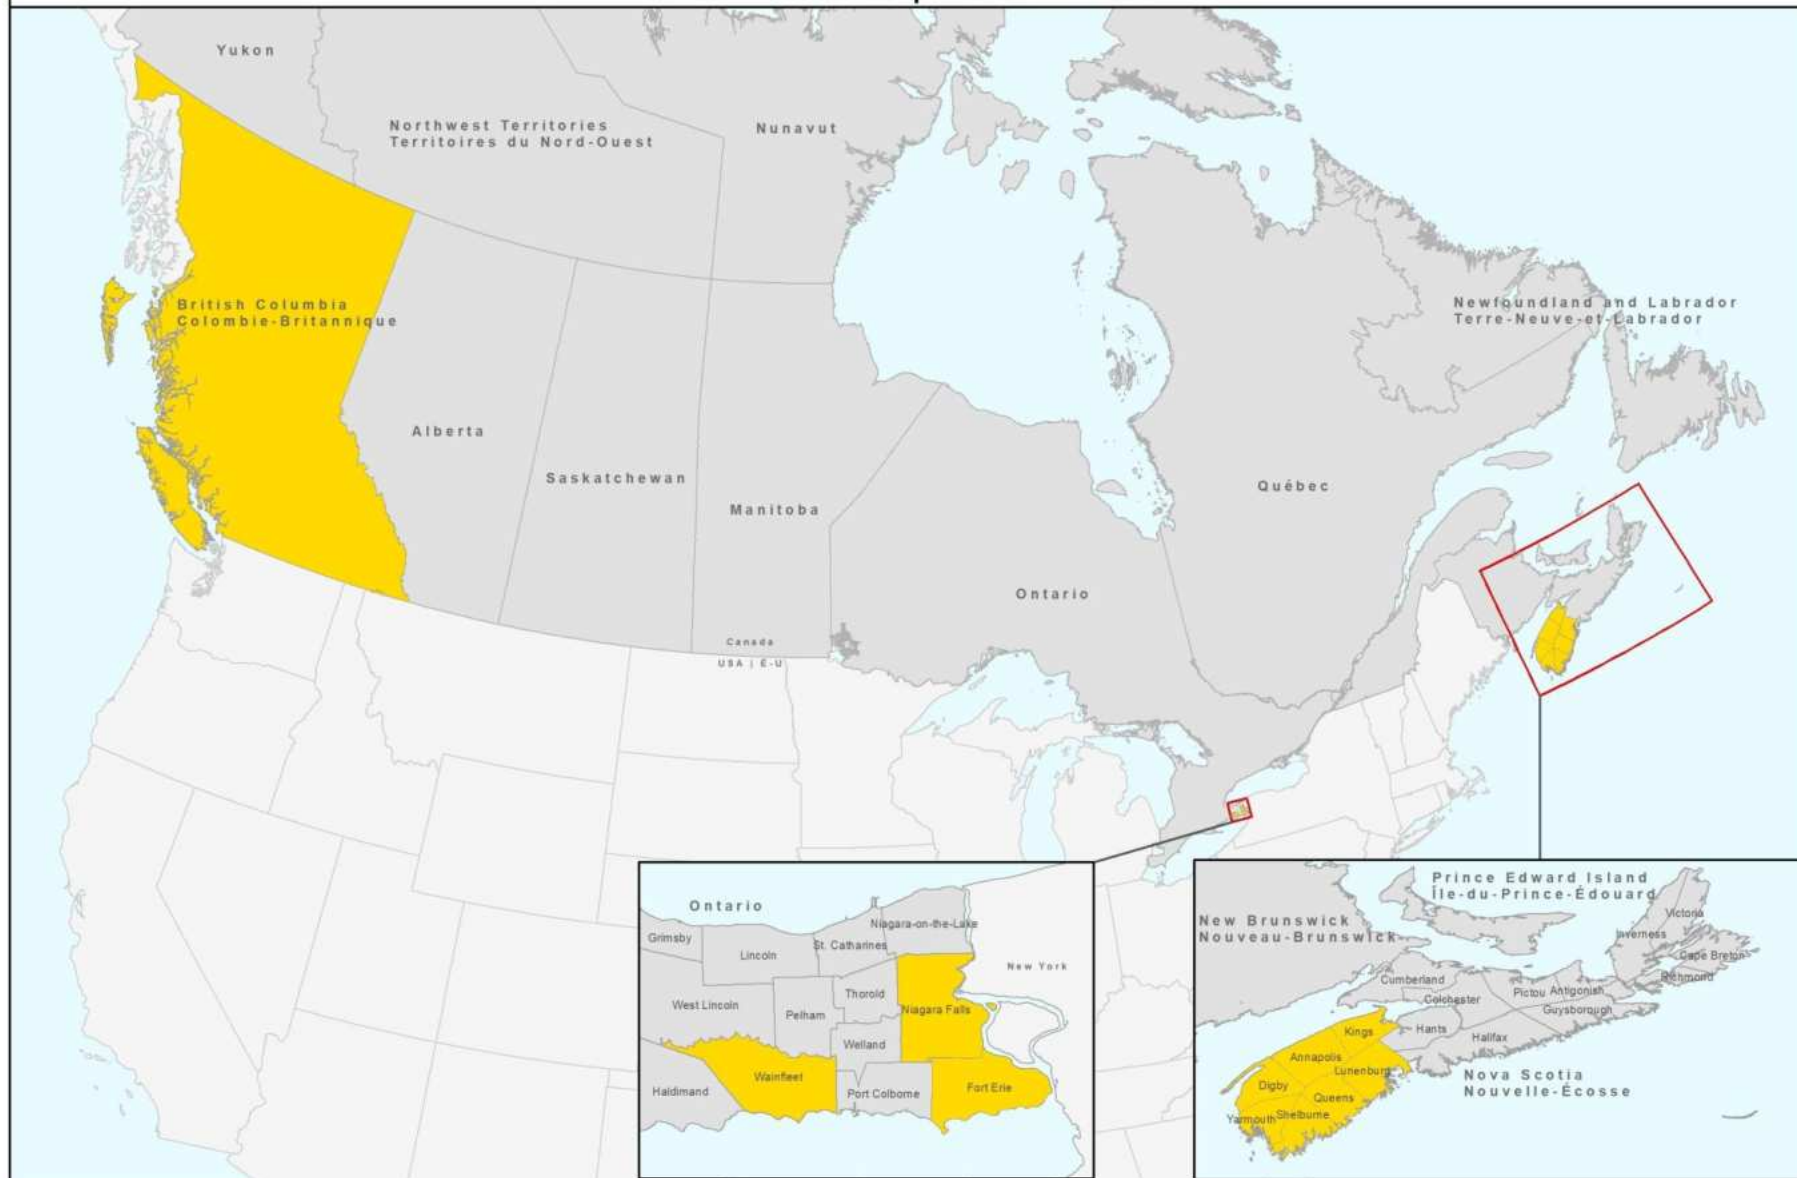 Yukon
Northwest Territories
Territoires du Nord-Ouest
Nunavut
British Columbia
Colombie-Britannique
Newfoundland and Labrador
Terre-Neuve-et-Labrador
Alberta
Saskatchewan
Manitoba
Québec
Ontario
Canada
USA | É-U
Ontario
Grimsby
Lincoln
St. Catharines
Niagara-on-the-Lake
New York
West Lincoln
Pelham
Thorold
Niagara Falls
Welland
Haldimand
Wainfleet
Port Colborne
Fort Erie
Prince Edward Island
Île-du-Prince-Édouard
New Brunswick
Nouveau-Brunswick
Victoria
Inverness
Cape Breton
Richmond
Cumberland
Colchester
Pictou
Antigonish
Guysborough
Kings
Hants
Halifax
Annapolis
Lunenburg
Digby
Queens
Yarmouth
Shelburne
Nova Scotia
Nouvelle-Écosse